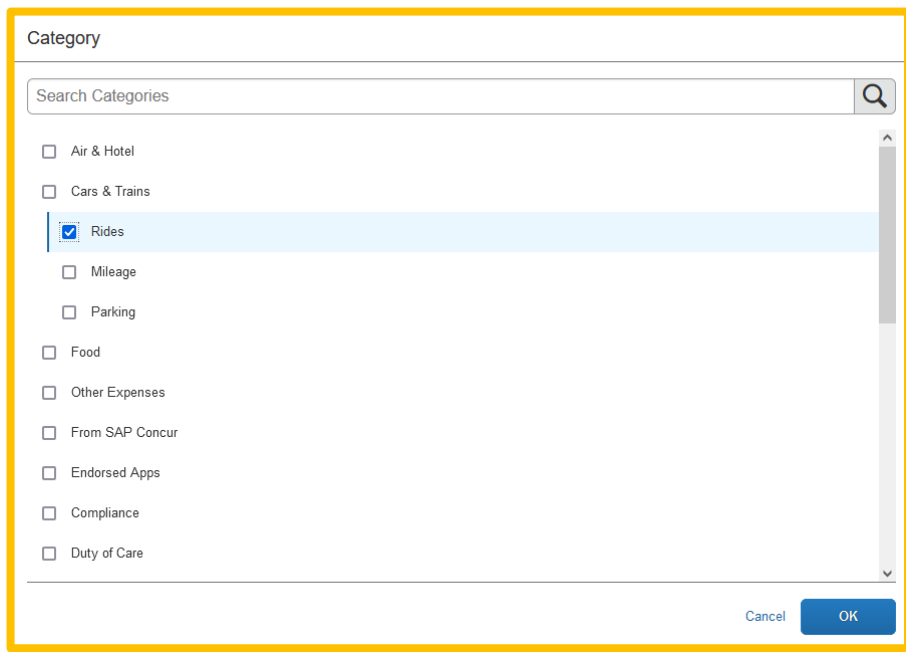 Category
Search Categories
Air & Hotel
Cars & Trains
Rides
Mileage
Parking
Food
Other Expenses
From SAP Concur
Endorsed Apps
Compliance
Duty of Care
Cancel
OK